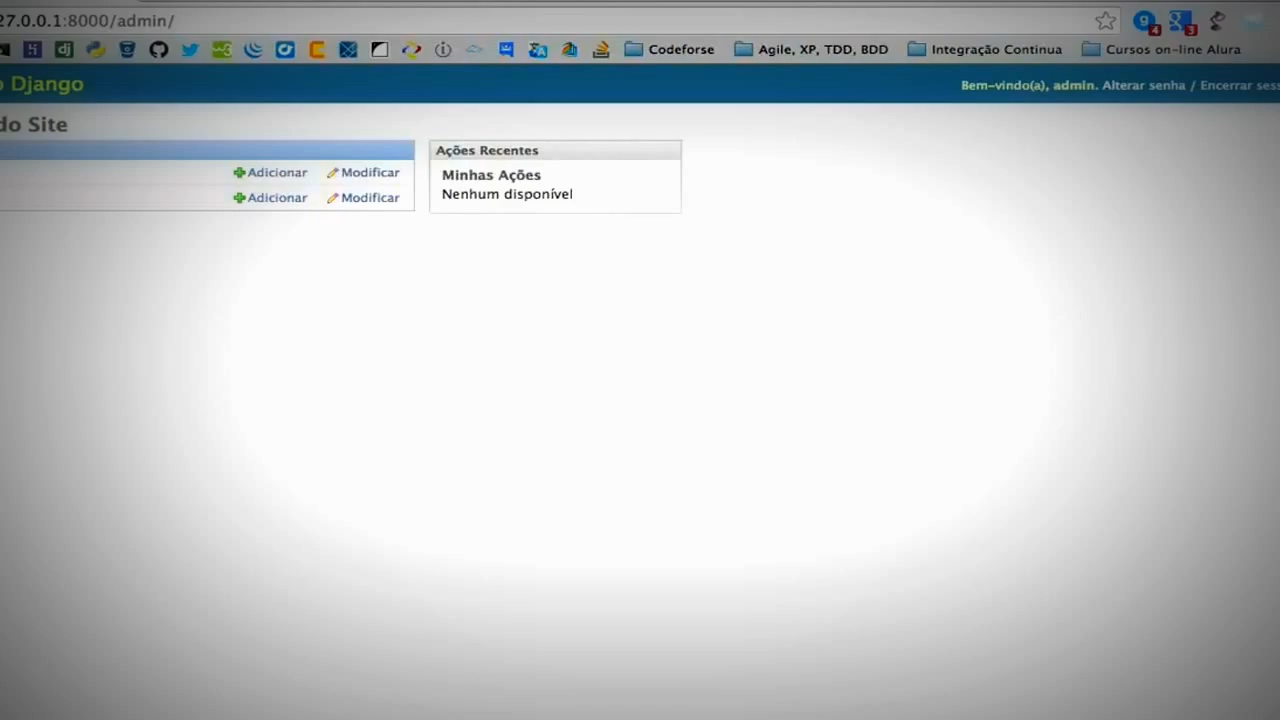 27.0.0.1:8000/admin/
Codeforse Agile, XP, TDD, BDD Integração Continua Cursos on-line Alura
Django
Bem-vindo(a), admin. Alterar senha / Encerrar sess
do Site
Adicionar Modificar
Adicionar Modificar
Ações Recentes
Minhas Ações
Nenhum disponível